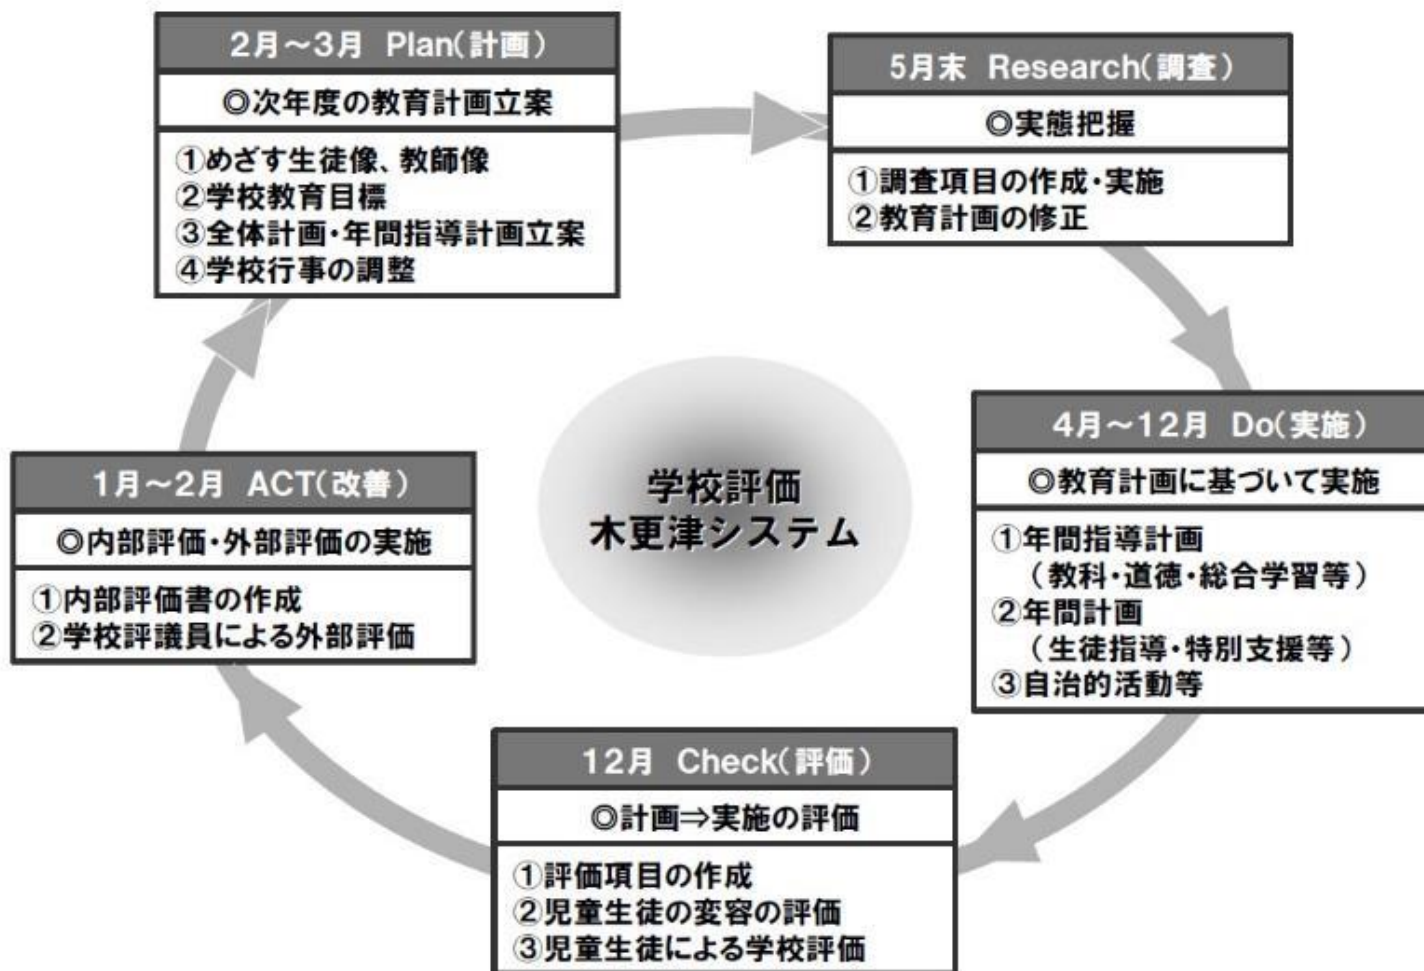 2月～3月 Plan(計画)
◎次年度の教育計画立案
①めざす生徒像、教師像
②学校教育目標
③全体計画・年間指導計画立案
④学校行事の調整
5月末 Research(調査)
◎実態把握
①調査項目の作成・実施
②教育計画の修正
4月～12月 Do(実施)
◎教育計画に基づいて実施
①年間指導計画
（教科・道徳・総合学習等）
②年間計画
（生徒指導・特別支援等）
③自治的活動等
12月 Check(評価)
◎計画⇒実施の評価
①評価項目の作成
②児童生徒の変容の評価
③児童生徒による学校評価
1月～2月 ACT(改善)
◎内部評価・外部評価の実施
①内部評価書の作成
②学校評議員による外部評価
学校評価
木更津システム